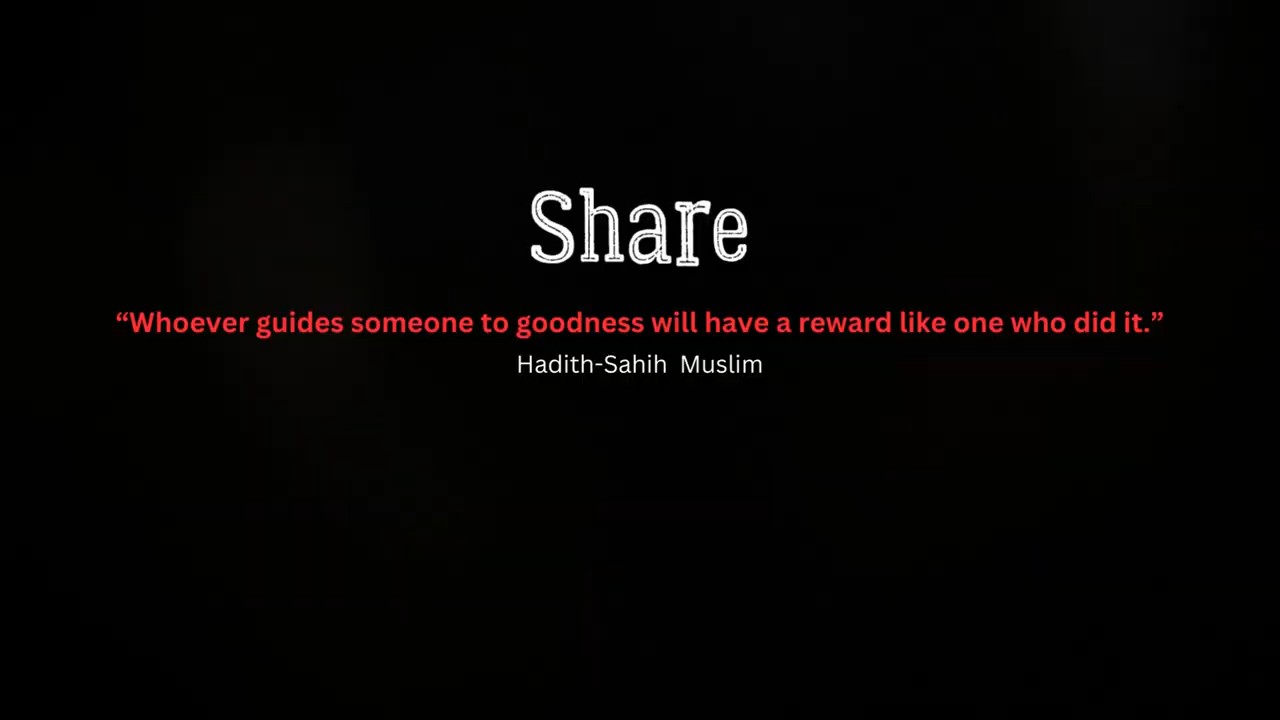 Share
“Whoever guides someone to goodness will have a reward like one who did it.”
Hadith-Sahih  Muslim